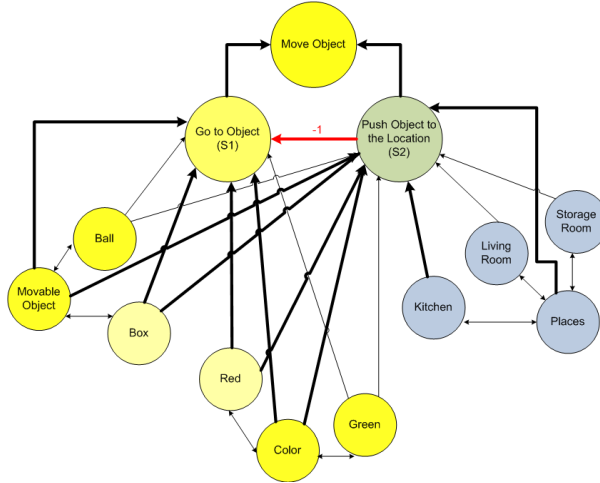 Move Object
Go to Object
(S1)
-1
Push Object to
the Location
(S2)
Ball
Storage
Room
Living
Room
Movable
Object
Box
Kitchen
Places
Red
Green
Color